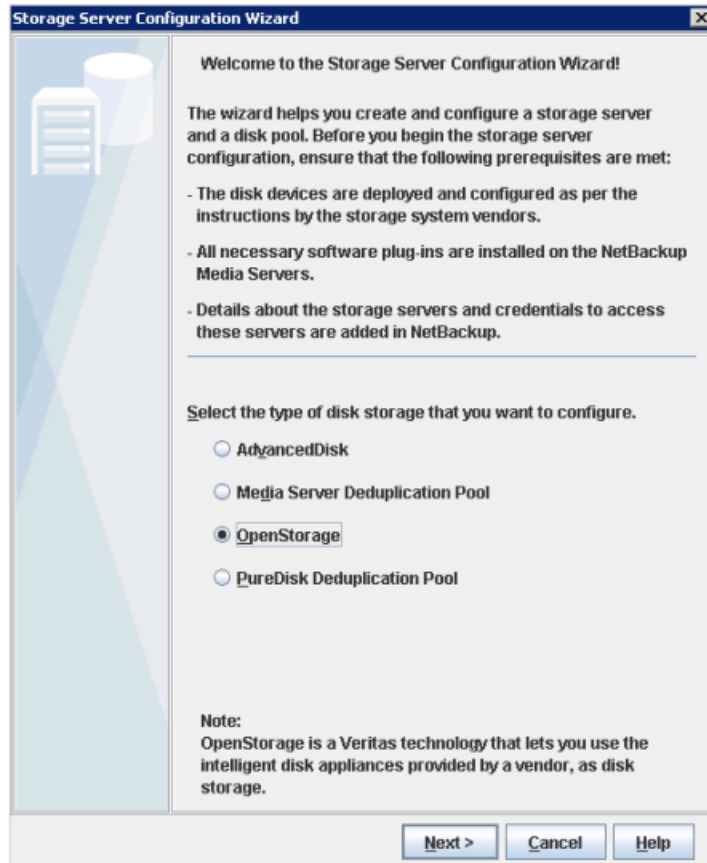 Storage Server Configuration Wizard
Welcome to the Storage Server Configuration Wizard!
The wizard helps you create and configure a storage server
and a disk pool. Before you begin the storage server
configuration, ensure that the following prerequisites are met:
- The disk devices are deployed and configured as per the
instructions by the storage system vendors.
- All necessary software plug-ins are installed on the NetBackup
Media Servers.
- Details about the storage servers and credentials to access
these servers are added in NetBackup.
Select the type of disk storage that you want to configure.
AdvancedDisk
Media Server Deduplication Pool
OpenStorage
PureDisk Deduplication Pool
Note:
OpenStorage is a Veritas technology that lets you use the
intelligent disk appliances provided by a vendor, as disk
storage.
Next >
Cancel
Help